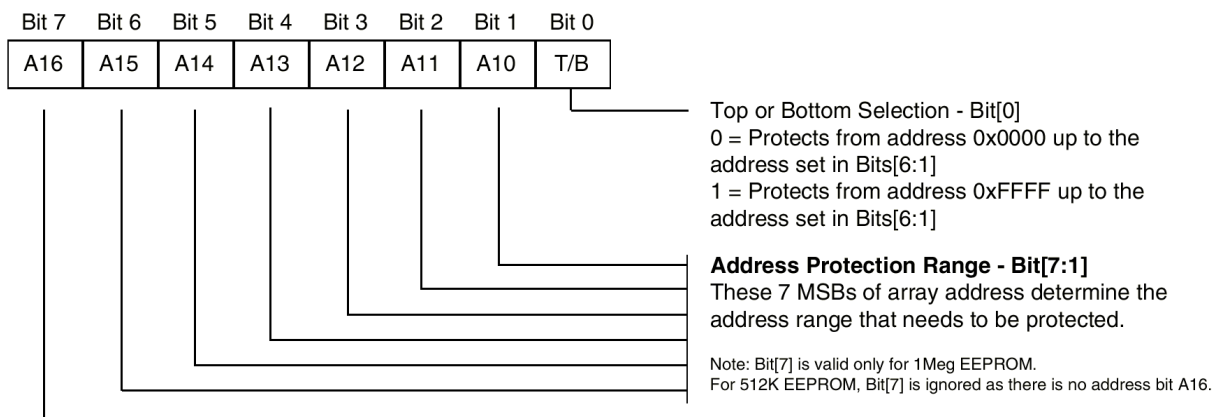 Bit 7 Bit 6 Bit 5 Bit 4 Bit 3 Bit 2 Bit 1 Bit 0
A16 A15 A14 A13 A12 A11 A10 T/B
Top or Bottom Selection - Bit[0]
0 = Protects from address 0x0000 up to the
address set in Bits[6:1]
1 = Protects from address 0xFFFF up to the
address set in Bits[6:1]
Address Protection Range - Bit[7:1]
These 7 MSBs of array address determine the
address range that needs to be protected.
Note: Bit[7] is valid only for 1Meg EEPROM.
For 512K EEPROM, Bit[7] is ignored as there is no address bit A16.